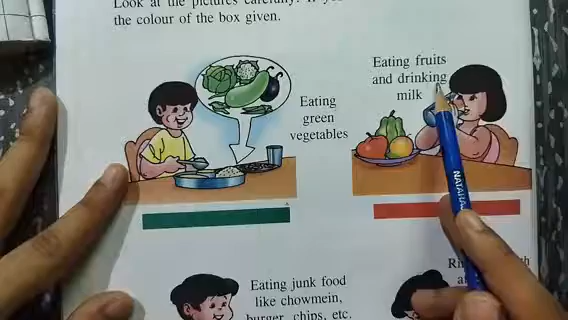 Look at the pictures carefully. If
the colour of the box given.
Eating
green
vegetables
Eating fruits
and drinking
milk
Eating junk food
like chowmein,
burger, chips, etc.
NATARAJ